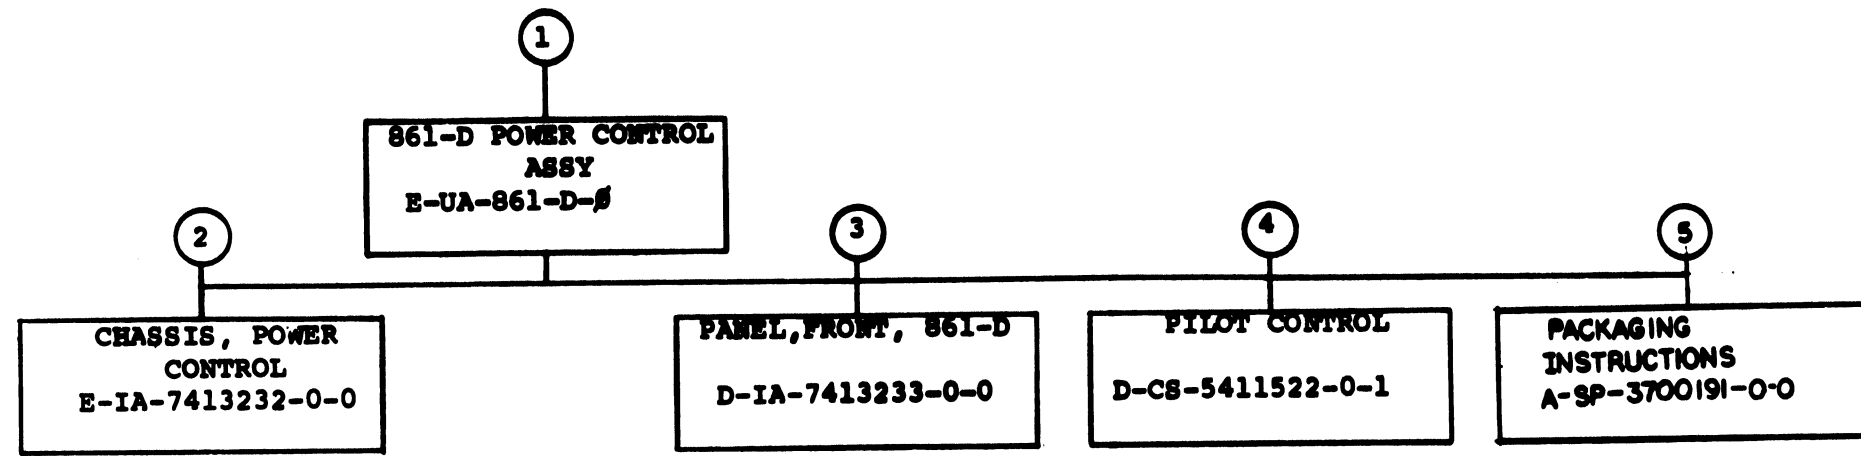 1
861-D POWER CONTROL
ASSY
E-UA-861-D-Ø
2
3
4
5
CHASSIS, POWER
CONTROL
E-IA-7413232-0-0
PANEL,FRONT, 861-D
D-IA-7413233-0-0
PILOT CONTROL
D-CS-5411522-0-1
PACKAGING
INSTRUCTIONS
A-SP-3700191-0-0